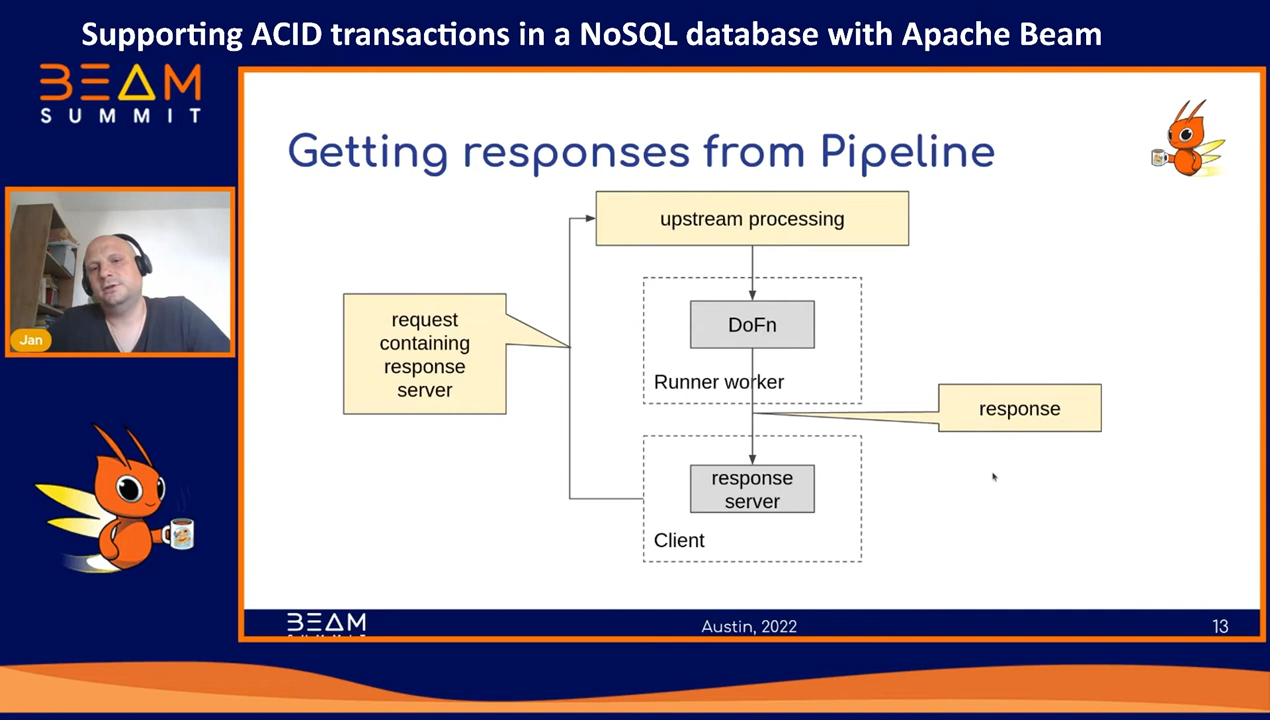 Supporting ACID transactions in a NoSQL database with Apache Beam
BEAM
SUMMIT
Jan
Getting responses from Pipeline
upstream processing
request
containing
response
server
DoFn
Runner worker
response
response
server
Client
BEAM
SUMMIT
Austin, 2022
13